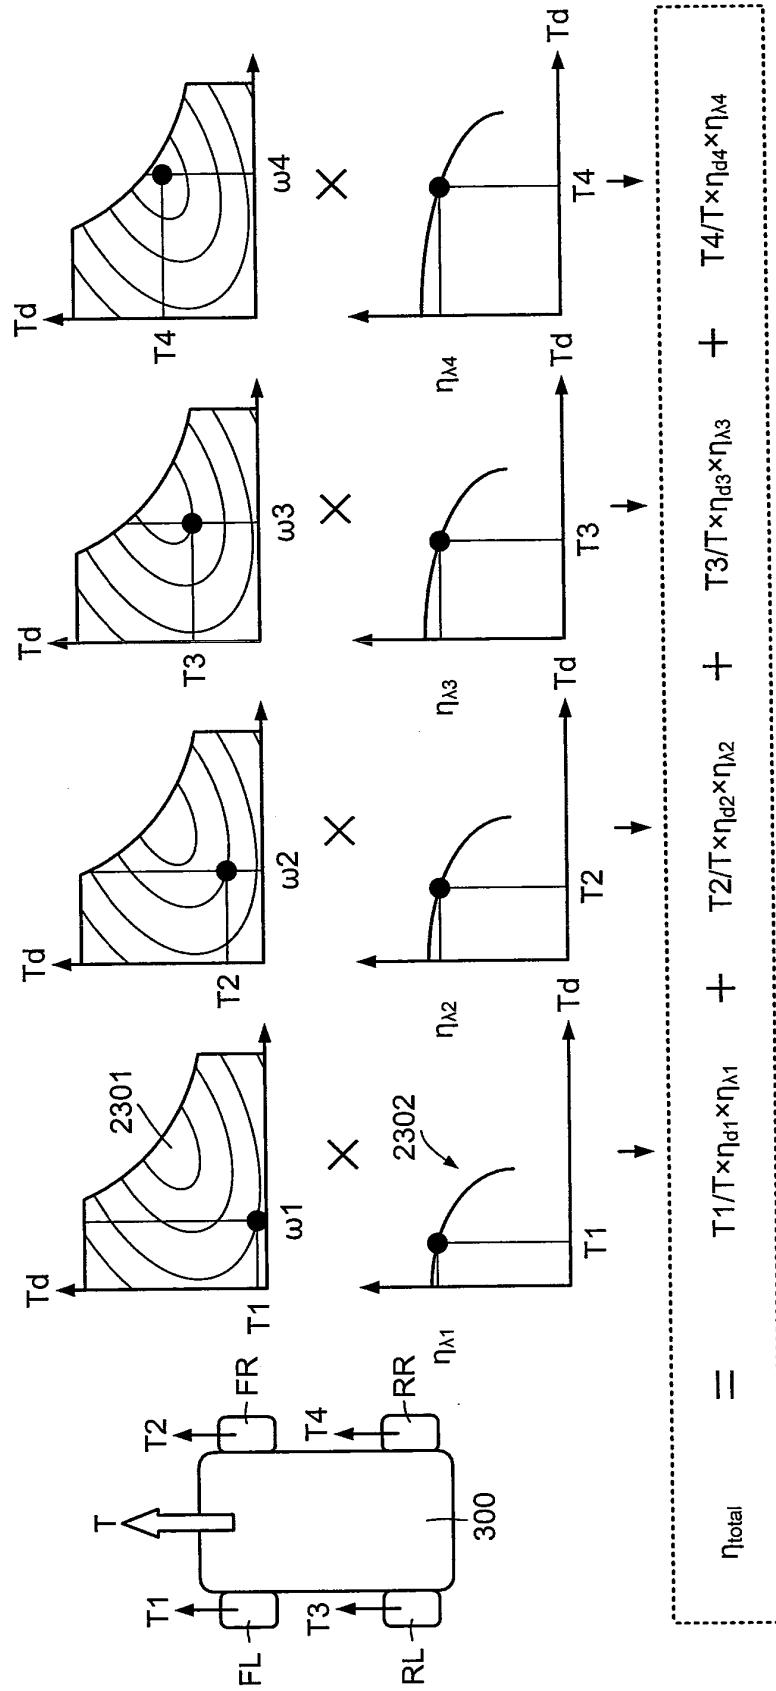 T
T1
T2
FL
FR
T3
T4
RL
RR
300
Td
T1
ω1
2301
Td
T2
ω2
Td
T3
ω3
Td
T4
ω4
×
×
×
×
ηλ1
T1
Td
2302
ηλ2
T2
Td
ηλ3
T3
Td
ηλ4
T4
Td
ηtotal = T1/T×ηd1×ηλ1 + T2/T×ηd2×ηλ2 + T3/T×ηd3×ηλ3 + T4/T×ηd4×ηλ4